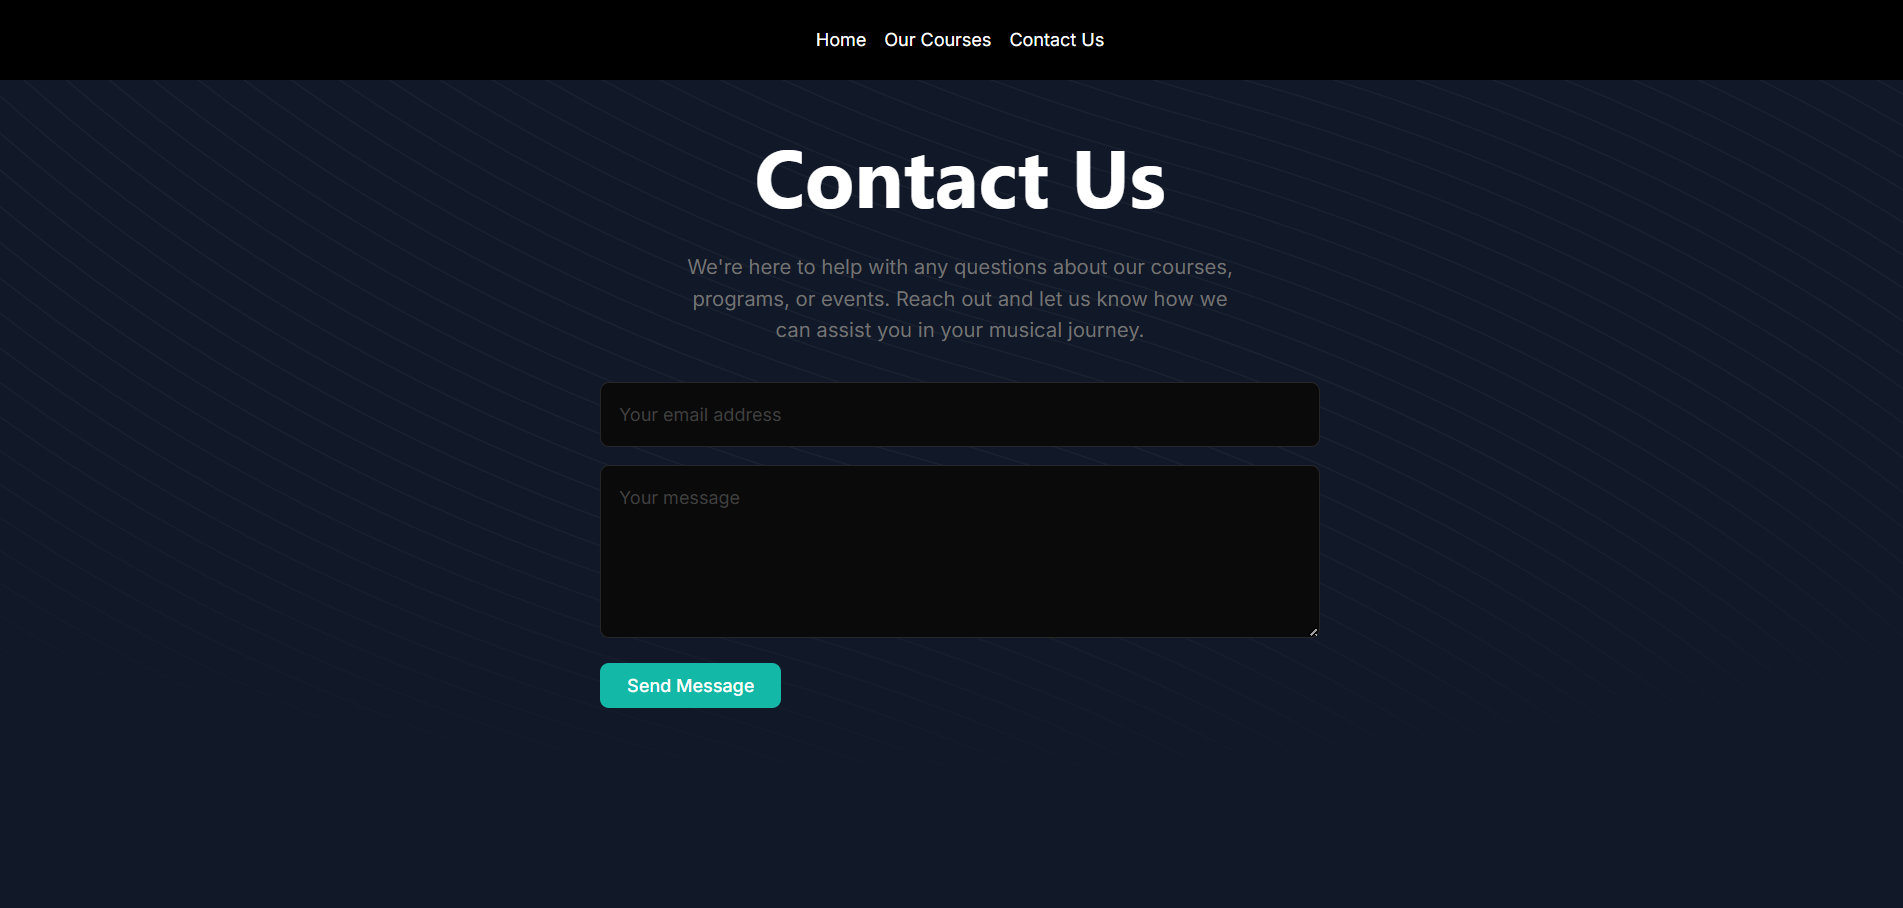 Home Our Courses Contact Us
Contact Us
We're here to help with any questions about our courses,
programs, or events. Reach out and let us know how we
can assist you in your musical journey.
Your email address
Your message
Send Message